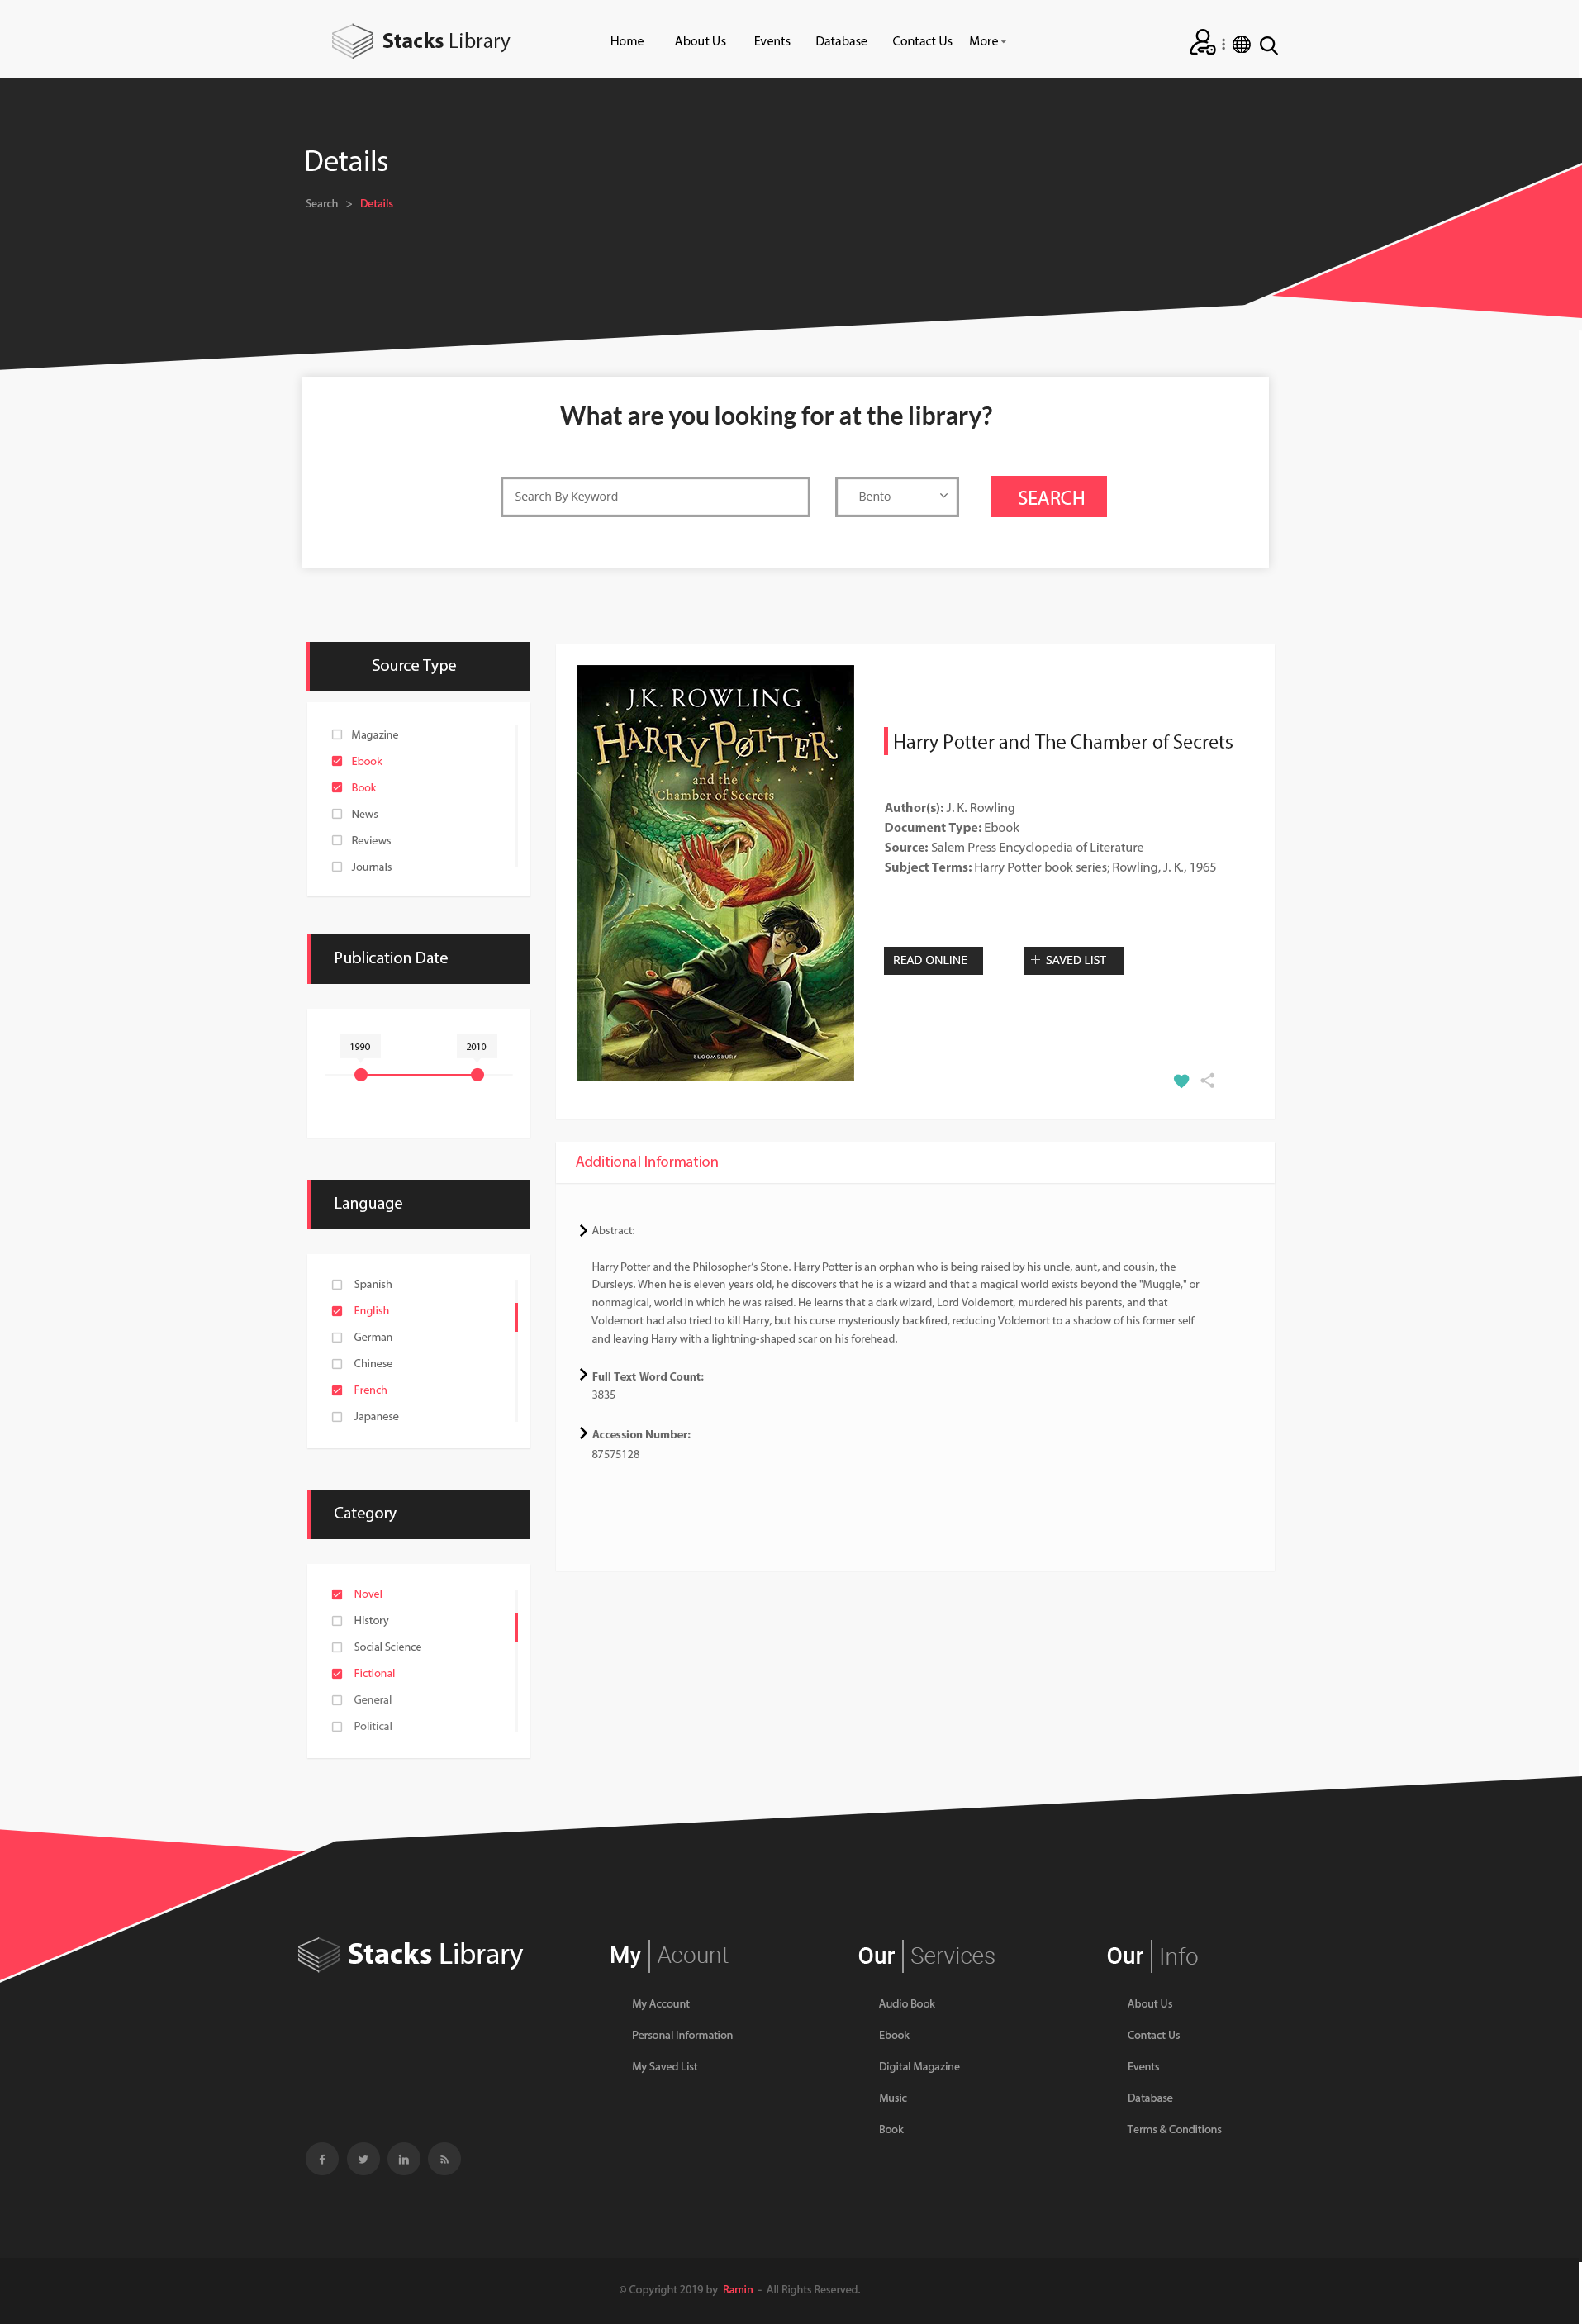 Stacks Library
Home
About Us
Events
Database
Contact Us
More
Details
Search > Details
What are you looking for at the library?
Search By Keyword
Bento
SEARCH
Source Type
Magazine
Ebook
Book
News
Reviews
Journals
Publication Date
1990
2010
Language
Spanish
English
German
Chinese
French
Japanese
Category
Novel
History
Social Science
Fictional
General
Political
J.K. ROWLING
HARRY POTTER
and the
Chamber of Secrets
BLOOMSBURY
Harry Potter and The Chamber of Secrets
Author(s): J. K. Rowling
Document Type: Ebook
Source: Salem Press Encyclopedia of Literature
Subject Terms: Harry Potter book series; Rowling, J. K., 1965
READ ONLINE
+ SAVED LIST
Additional Information
Abstract:
Harry Potter and the Philosopher's Stone. Harry Potter is an orphan who is being raised by his uncle, aunt, and cousin, the
Dursleys. When he is eleven years old, he discovers that he is a wizard and that a magical world exists beyond the "Muggle," or
nonmagical, world in which he was raised. He learns that a dark wizard, Lord Voldemort, murdered his parents, and that
Voldemort had also tried to kill Harry, but his curse mysteriously backfired, reducing Voldemort to a shadow of his former self
and leaving Harry with a lightning-shaped scar on his forehead.
Full Text Word Count:
3835
Accession Number:
87575128
Stacks Library
My | Acount
My Account
Personal Information
My Saved List
Our | Services
Audio Book
Ebook
Digital Magazine
Music
Book
Our | Info
About Us
Contact Us
Events
Database
Terms & Conditions
© Copyright 2019 by Ramin - All Rights Reserved.